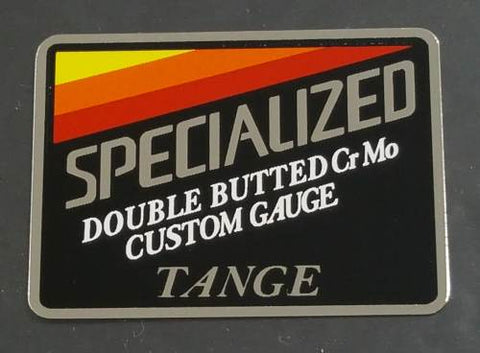 SPECIALIZED
DOUBLE BUTTED Cr Mo
CUSTOM GAUGE
TANGE